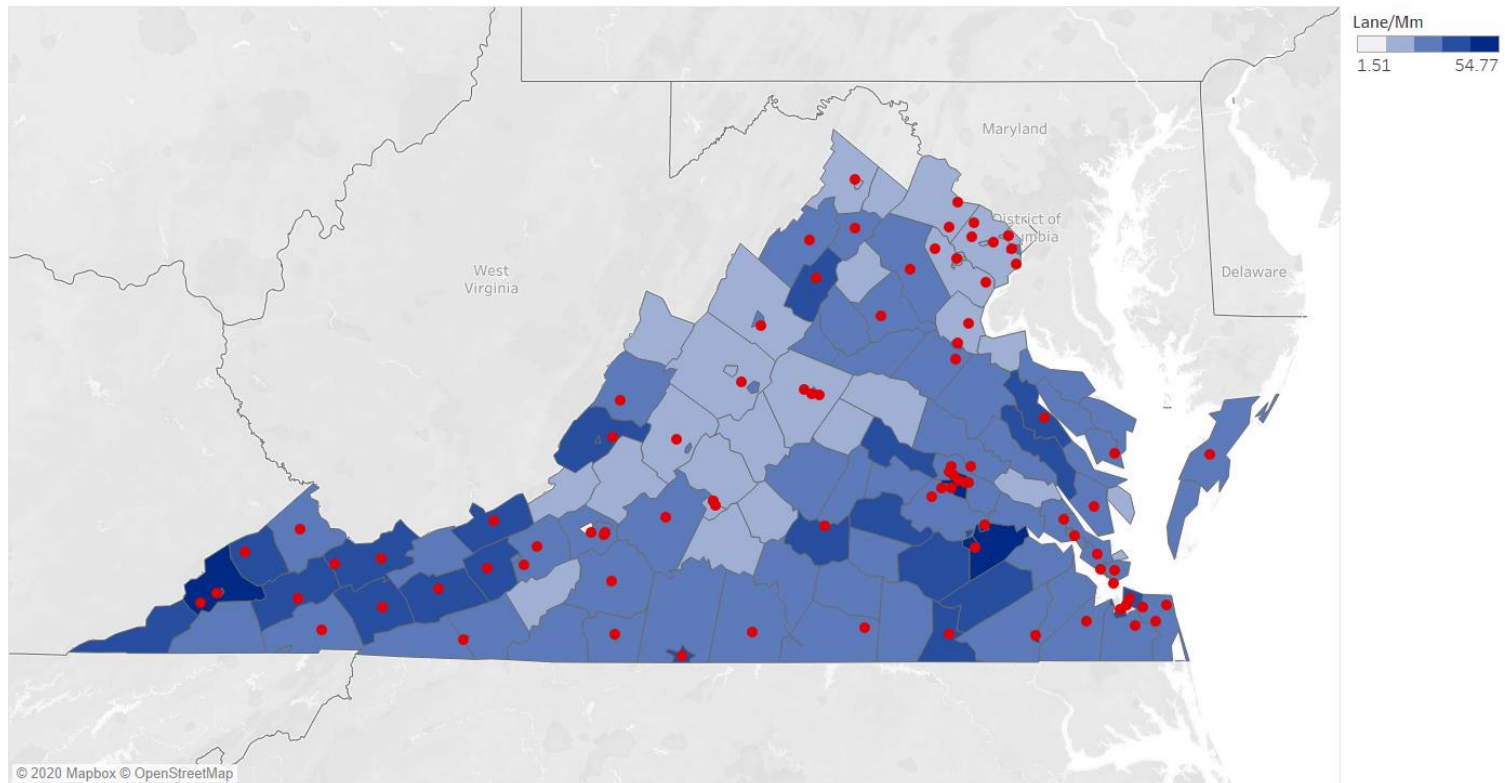 Lane/Mm
1.51 54.77
Maryland
District of
Columbia
West
Virginia
Delaware
© 2020 Mapbox © OpenStreetMap